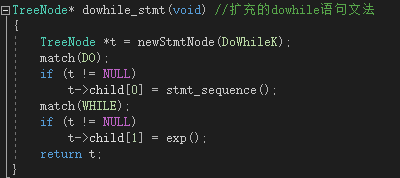 TreeNode* dowhile_stmt(void) //扩充的dowhile语句文法
{
TreeNode *t = newStmtNode(DoWhileK);
match(DO);
if (t != NULL)
t->child[0] = stmt_sequence();
match(WHILE);
if (t != NULL)
t->child[1] = exp();
return t;
}